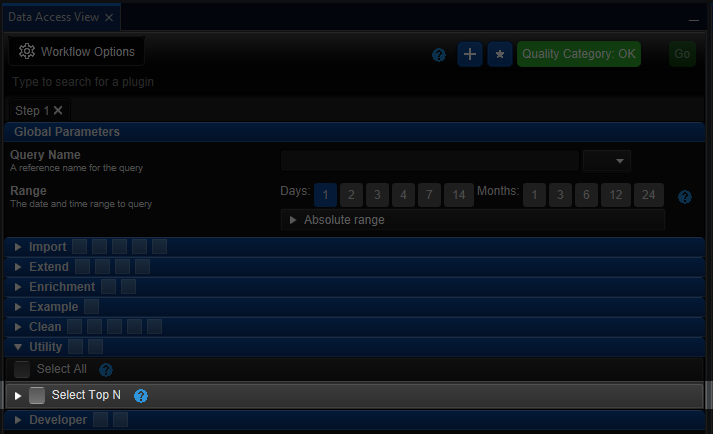 Data Access View
Workflow Options
? Quality Category: OK Go
Type to search for a plugin
Step 1
Global Parameters
Query Name
A reference name for the query
Range Days: 1 2 3 4 7 14 Months: 1 3 6 12 24 ?
The date and time range to query
Absolute range
Import
Extend
Enrichment
Example
Clean
Utility
Select All ?
Select Top N ?
Developer